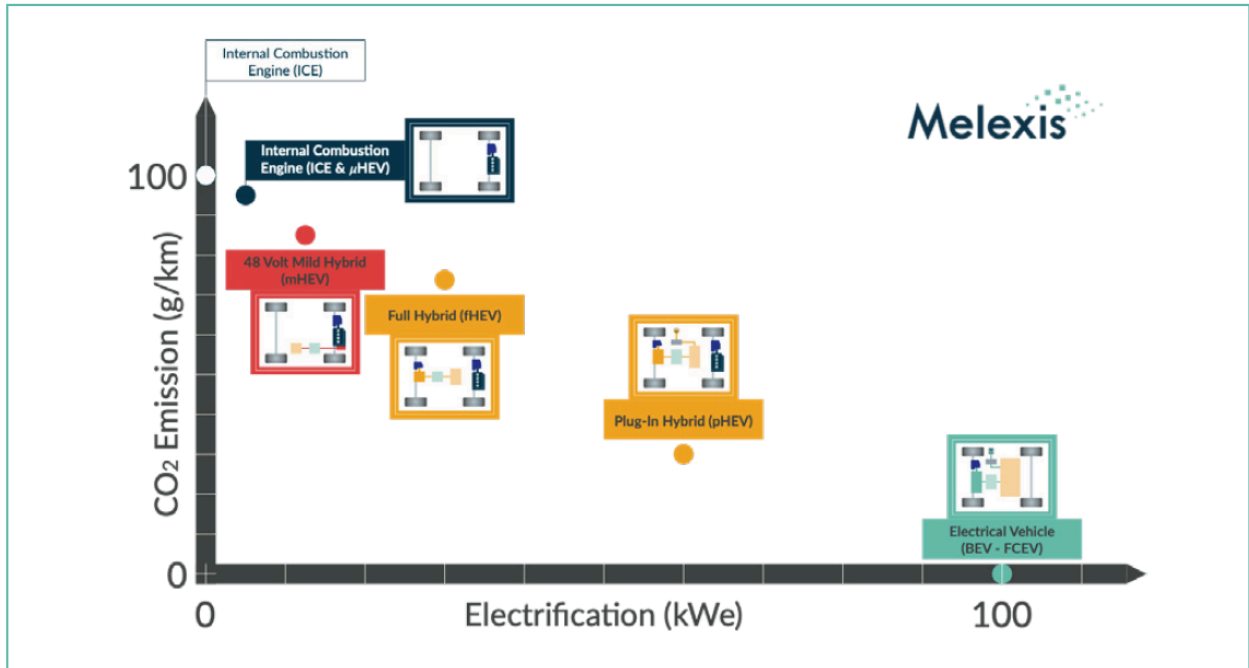 Internal Combustion
Engine (ICE)
Melexis
Internal Combustion
Engine (ICE & μHEV)
100
48 Volt Mild Hybrid
(mHEV)
Full Hybrid (fHEV)
Plug-In Hybrid (pHEV)
CO2 Emission (g/km)
Electrical Vehicle
(BEV - FCEV)
0
0
Electrification (kWe)
100